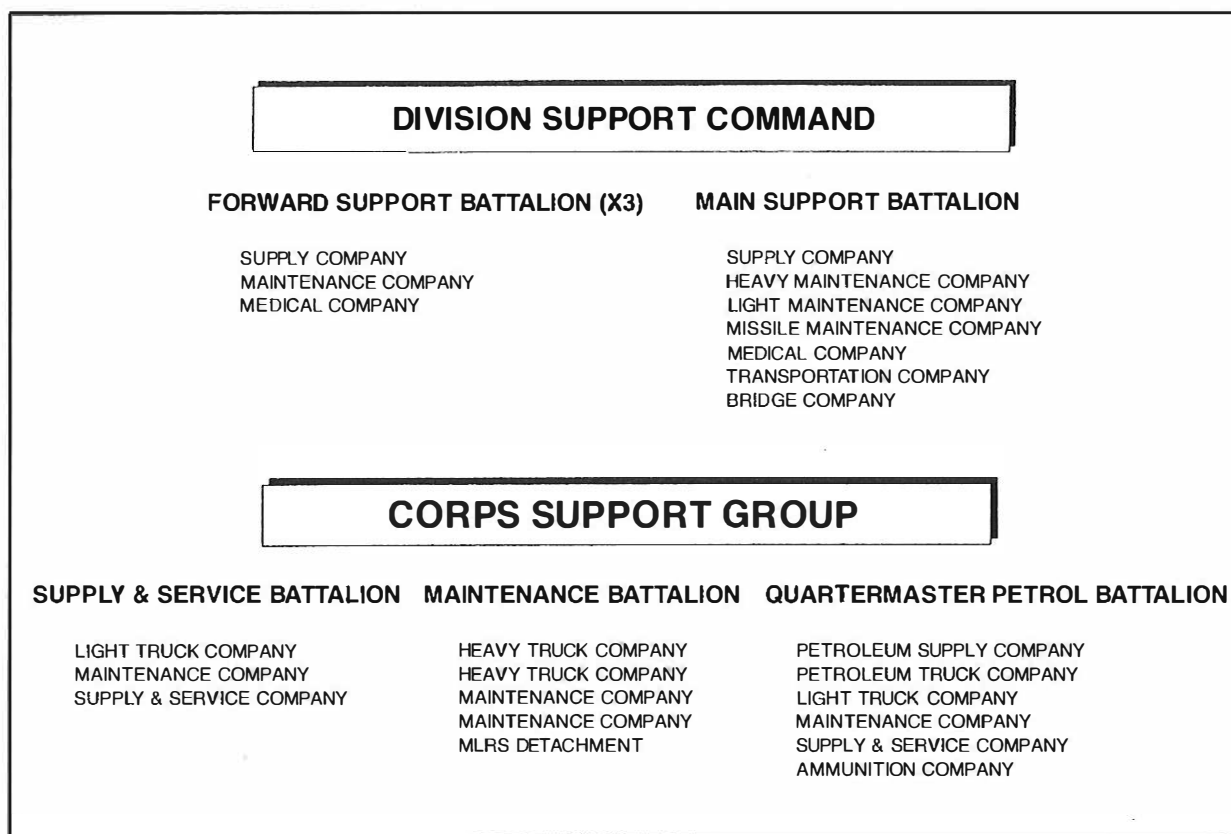 DIVISION SUPPORT COMMAND
FORWARD SUPPORT BATTALION (X3)
SUPPLY COMPANY
MAINTENANCE COMPANY
MEDICAL COMPANY
MAIN SUPPORT BATTALION
SUPPLY COMPANY
HEAVY MAINTENANCE COMPANY
LIGHT MAINTENANCE COMPANY
MISSILE MAINTENANCE COMPANY
MEDICAL COMPANY
TRANSPORTATION COMPANY
BRIDGE COMPANY
CORPS SUPPORT GROUP
SUPPLY & SERVICE BATTALION
LIGHT TRUCK COMPANY
MAINTENANCE COMPANY
SUPPLY & SERVICE COMPANY
MAINTENANCE BATTALION
HEAVY TRUCK COMPANY
HEAVY TRUCK COMPANY
MAINTENANCE COMPANY
MAINTENANCE COMPANY
MLRS DETACHMENT
QUARTERMASTER PETROL BATTALION
PETROLEUM SUPPLY COMPANY
PETROLEUM TRUCK COMPANY
LIGHT TRUCK COMPANY
MAINTENANCE COMPANY
SUPPLY & SERVICE COMPANY
AMMUNITION COMPANY